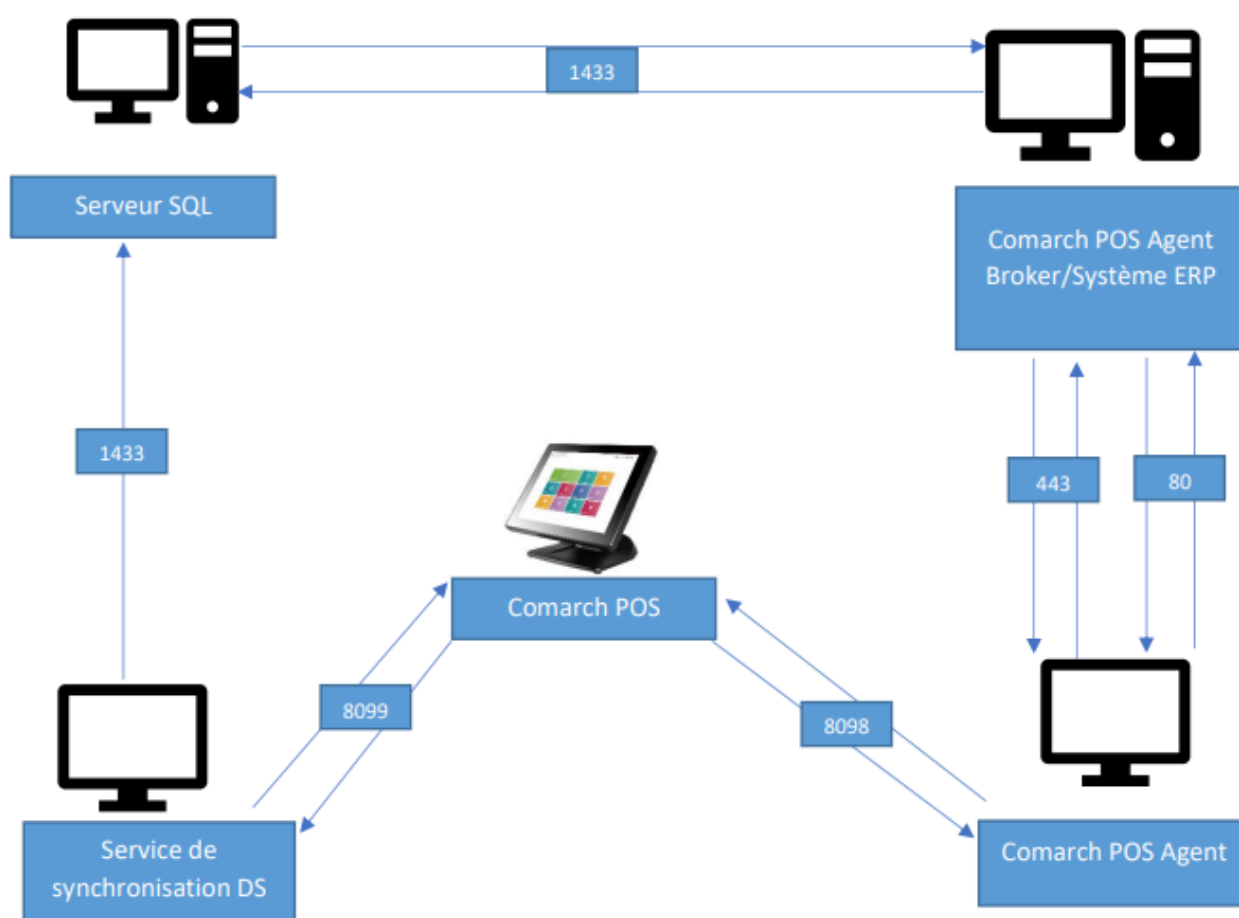 1433
Serveur SQL
Comarch POS Agent
Broker/Système ERP
1433
443
80
Comarch POS
8099
8098
Service de
synchronisation DS
Comarch POS Agent